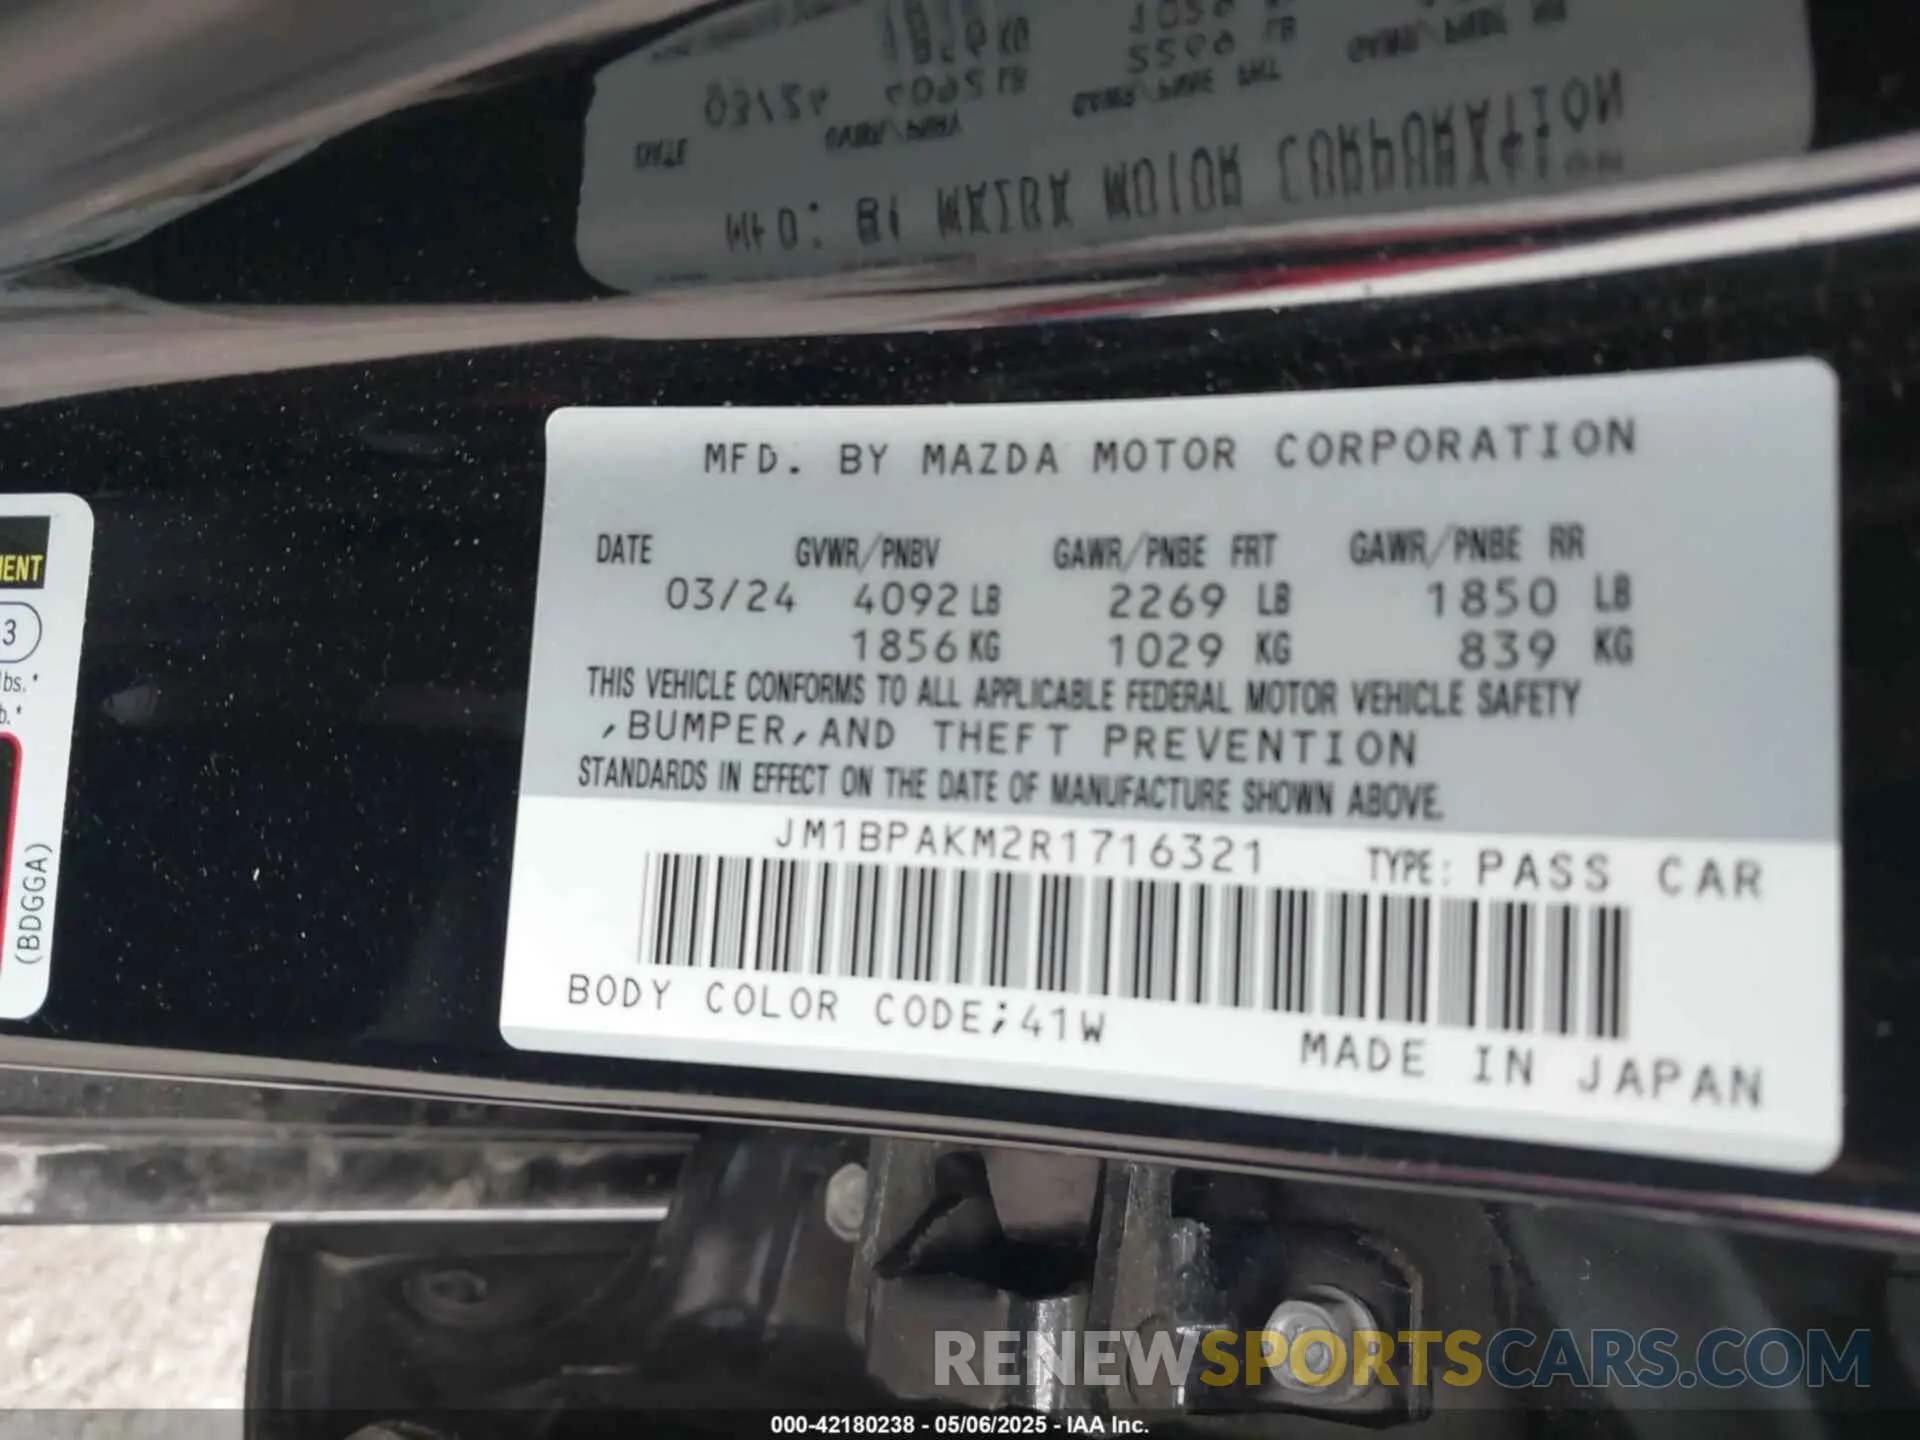 MFD. BY MAZDA MOTOR CORPORATION
DATE GVWR/PNBV GAWR/PNBE FRT GAWR/PNBE RR
03/24 4092 LB 2269 LB 1850 LB
1856 KG 1029 KG 839 KG
THIS VEHICLE CONFORMS TO ALL APPLICABLE FEDERAL MOTOR VEHICLE SAFETY
,BUMPER,AND THEFT PREVENTION
STANDARDS IN EFFECT ON THE DATE OF MANUFACTURE SHOWN ABOVE.
JM1BPAKM2R1716321 TYPE: PASS CAR
BODY COLOR CODE;41W
MADE IN JAPAN
3
lbs.*
(BDGGA)
RENEWSPORTSCARS.COM
000-42180238 - 05/06/2025 - IAA Inc.